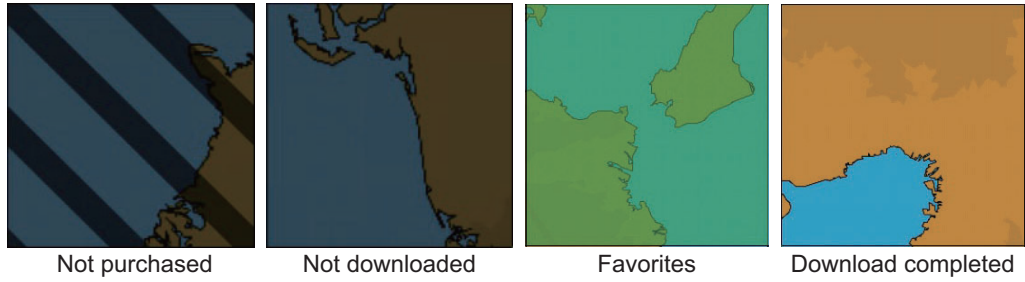 Not purchased
Not downloaded
Favorites
Download completed